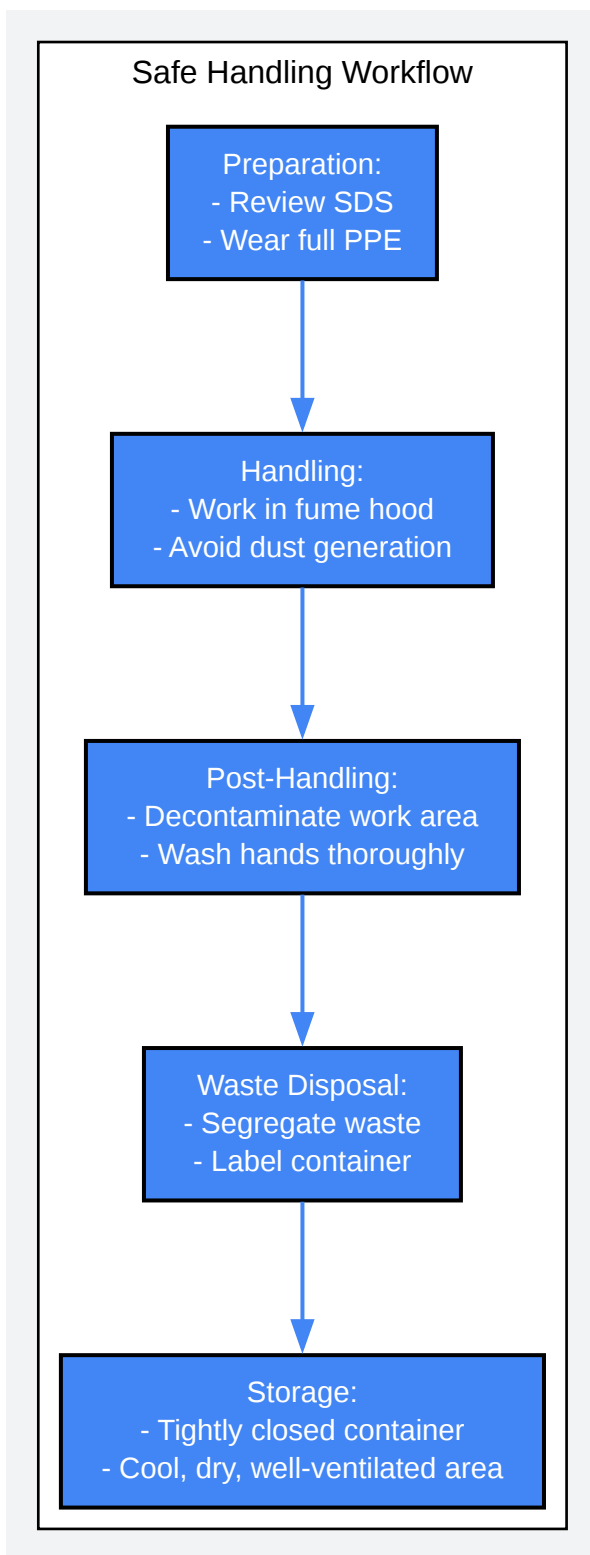 Safe Handling Workflow
Preparation:
- Review SDS
- Wear full PPE
Handling:
- Work in fume hood
- Avoid dust generation
Post-Handling:
- Decontaminate work area
- Wash hands thoroughly
Waste Disposal:
- Segregate waste
- Label container
Storage:
- Tightly closed container
- Cool, dry, well-ventilated area